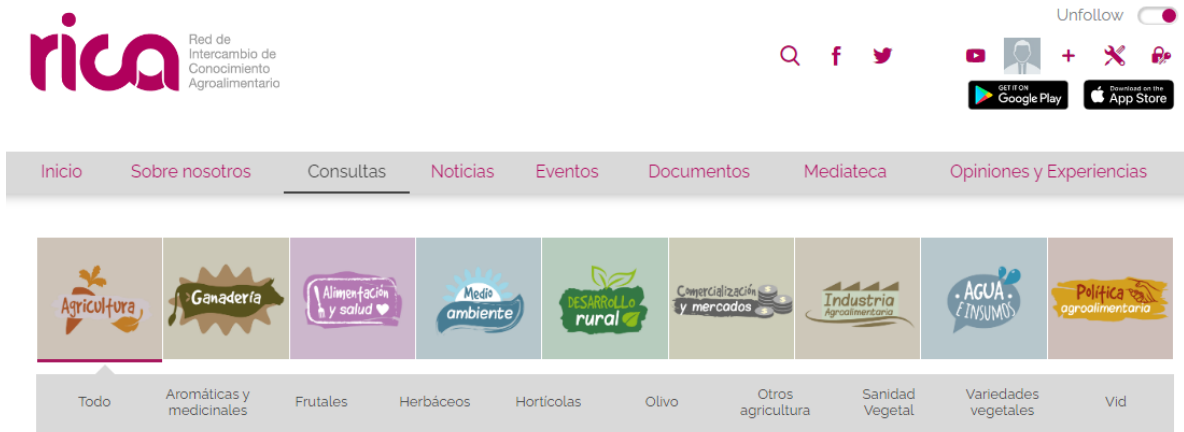 Unfollow
rica
Red de
Intercambio de
Conocimiento
Agroalimentario
GET IT ON
Google Play
Download on the
App Store
Inicio Sobre nosotros Consultas Noticias Eventos Documentos Mediateca Opiniones y Experiencias
Agricultura
Ganadería
Alimentación
y salud
Medio
ambiente
DESARROLLO
rural
Comercialización
y mercados
Industria
Agroalimentaria
AGUA
E INSUMOS
Política
agroalimentaria
Todo
Aromáticas y
medicinales
Frutales
Herbáceos
Hortícolas
Olivo
Otros
agricultura
Sanidad
Vegetal
Variedades
vegetales
Vid